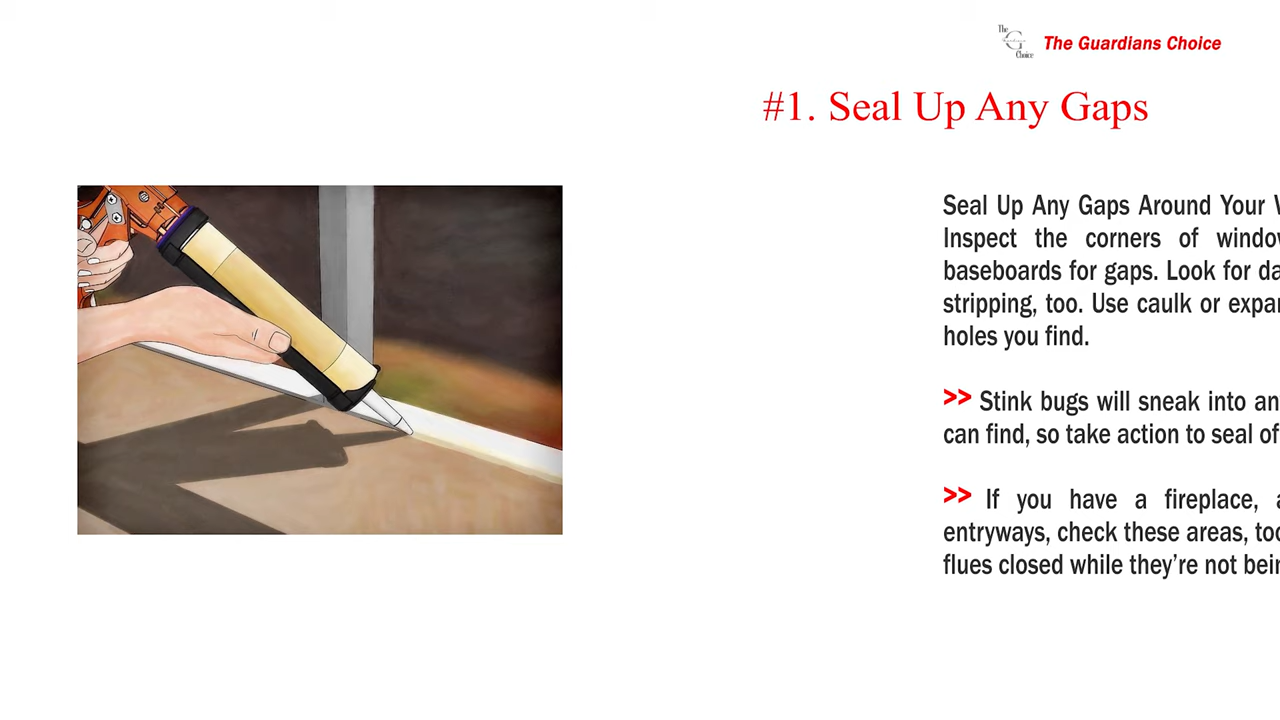 The
G
Choice
The Guardians Choice
#1. Seal Up Any Gaps
Seal Up Any Gaps Around Your
Inspect the corners of
baseboards for gaps. Look for
stripping, too. Use caulk or
holes you find.
>> Stink bugs will sneak into
can find, so take action to seal
>> If you have a fireplace,
entryways, check these areas,
flues closed while they're not